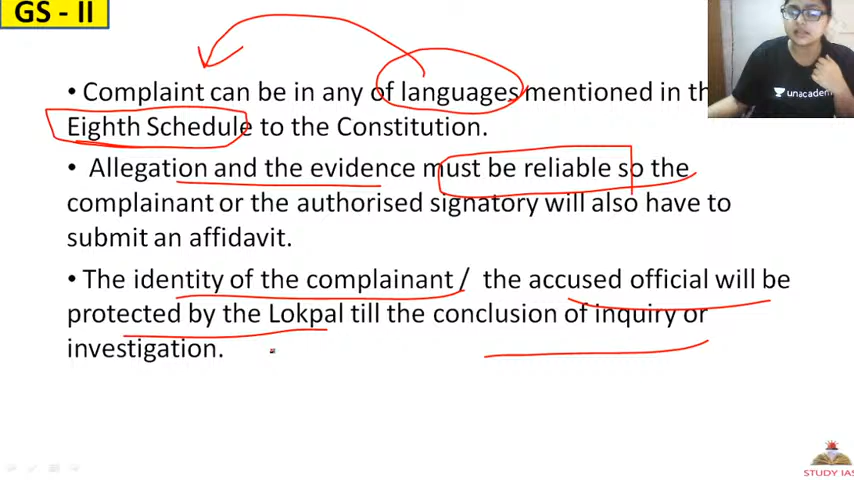 GS - II
• Complaint can be in any of languages mentioned in th
Eighth Schedule to the Constitution.
unacadem
• Allegation and the evidence must be reliable so the
complainant or the authorised signatory will also have to
submit an affidavit.
• The identity of the complainant / the accused official will be
protected by the Lokpal till the conclusion of inquiry or
investigation.
STUDY IAS